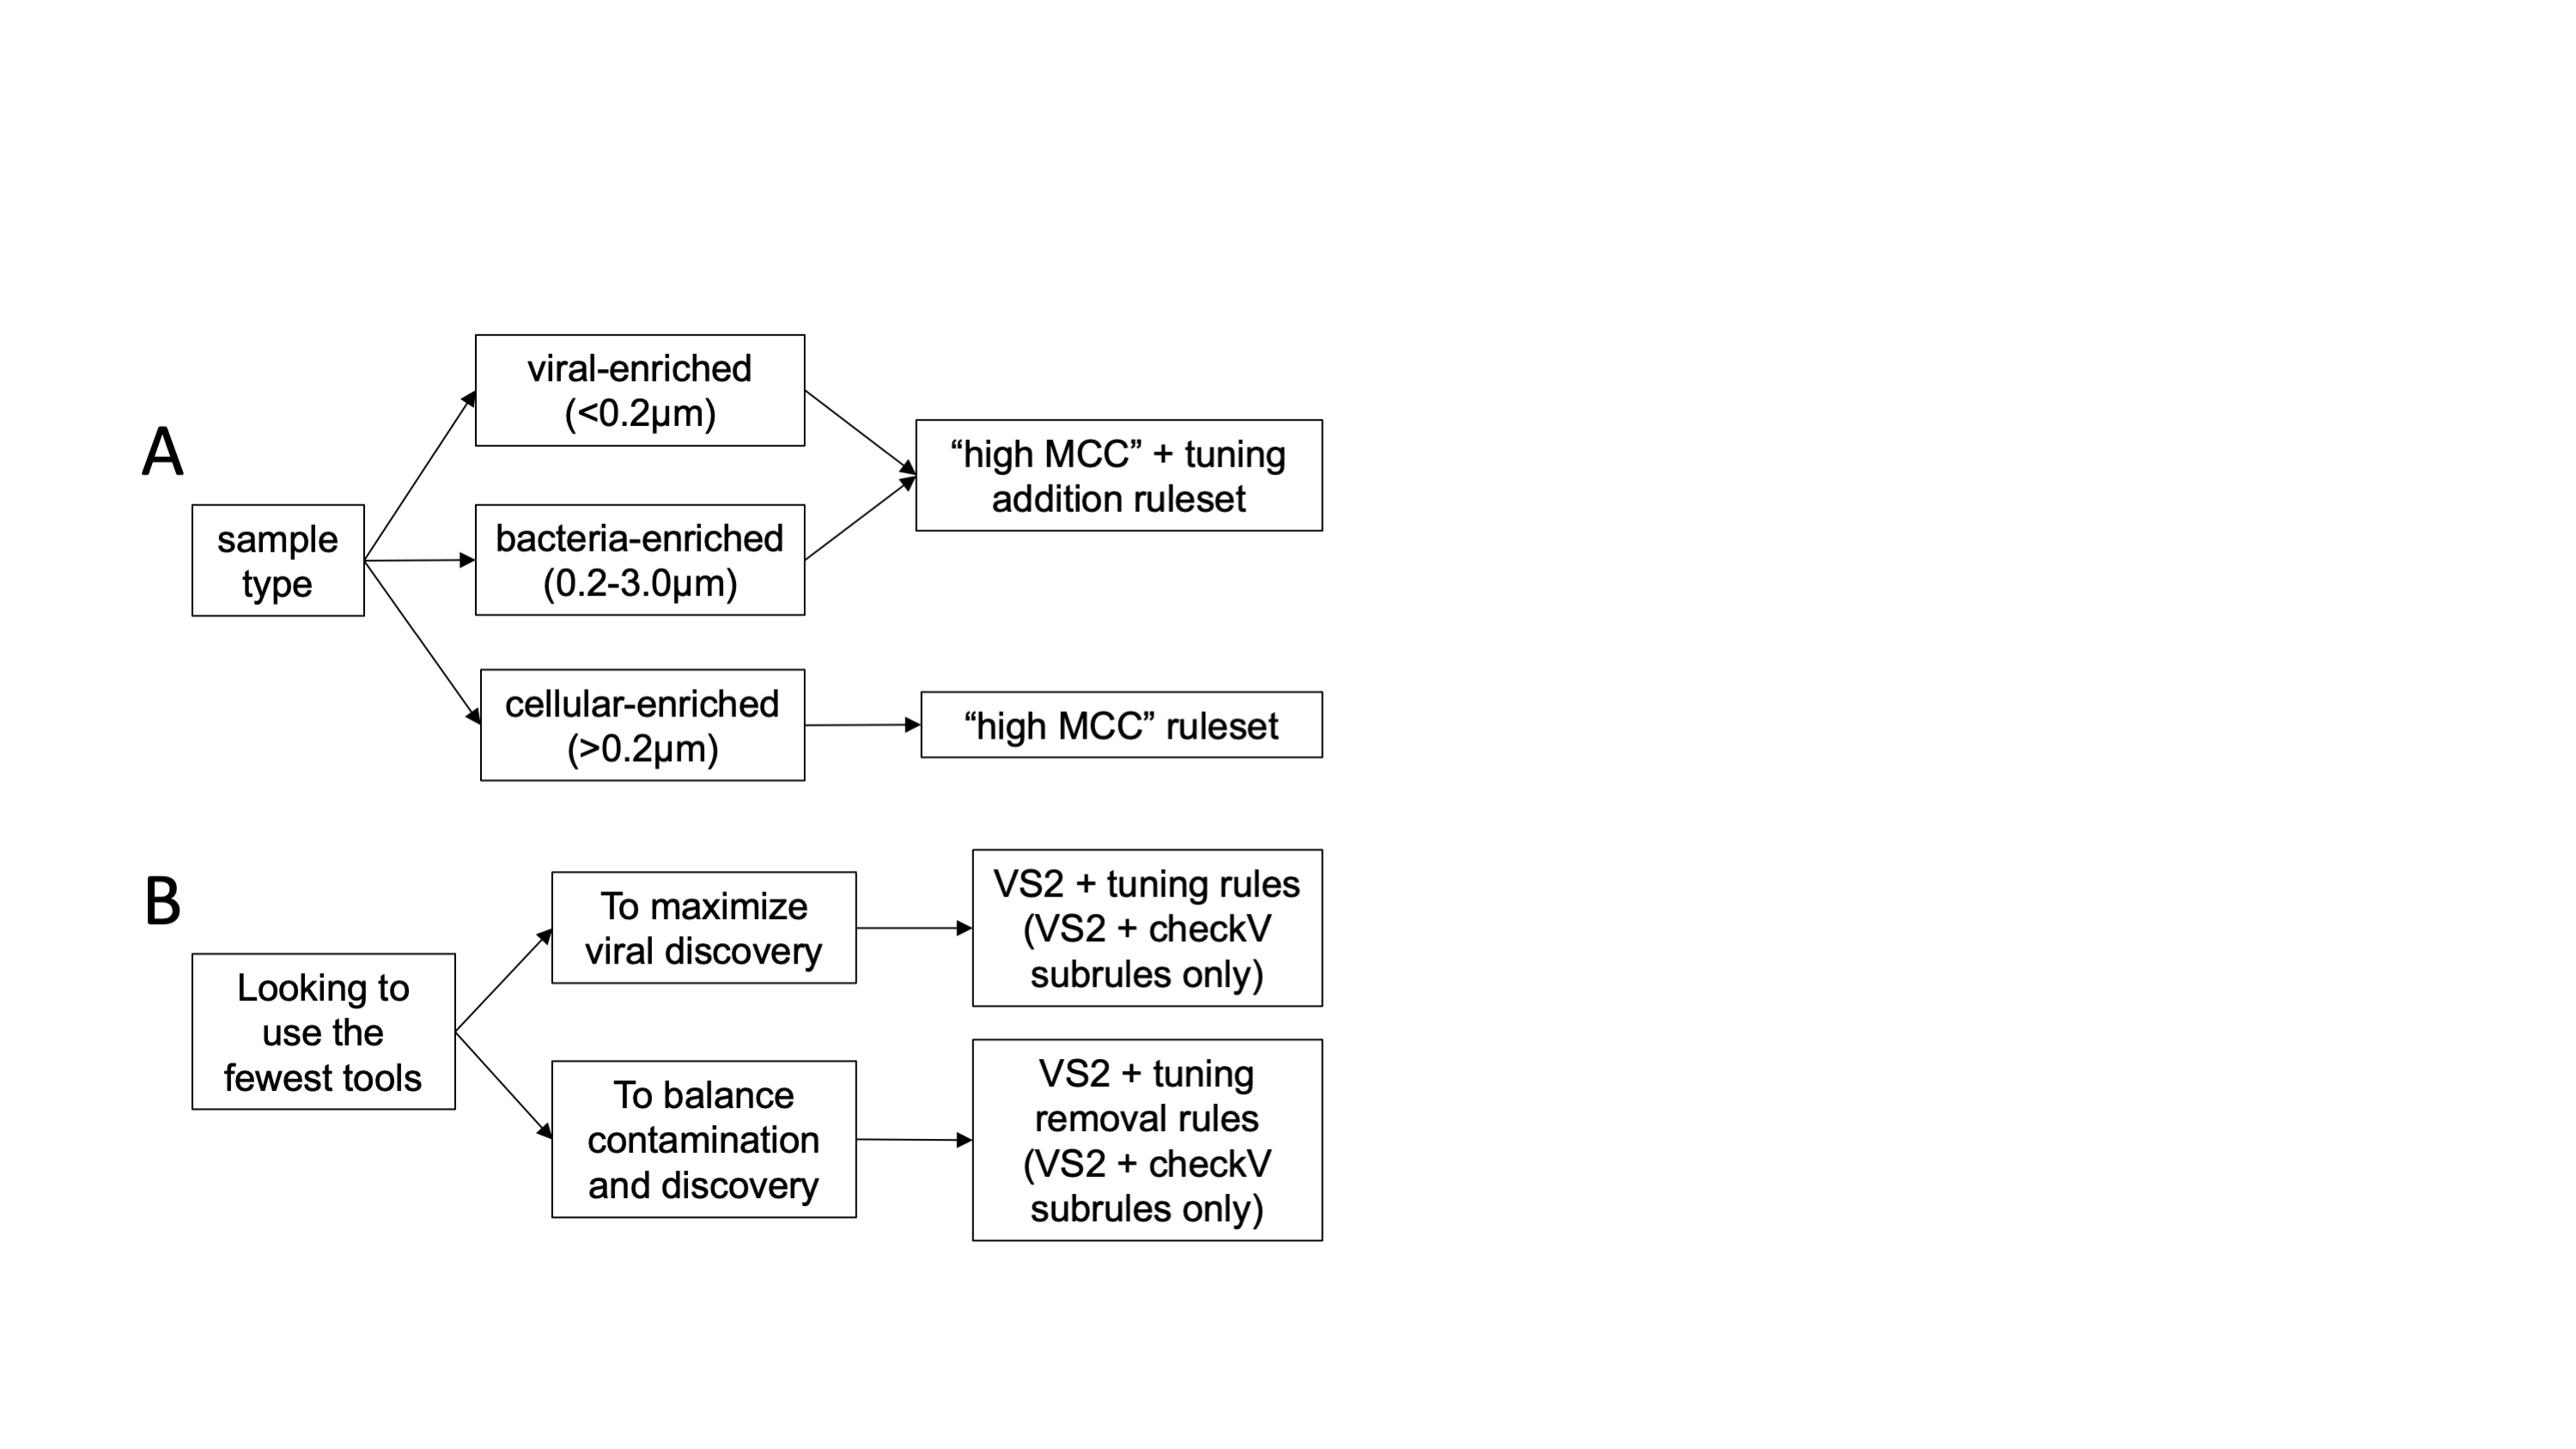 A
sample
type
viral-enriched
(<0.2µm)
bacteria-enriched
(0.2-3.0µm)
cellular-enriched
(>0.2µm)
“high MCC” + tuning
addition ruleset
“high MCC” ruleset
B
Looking to
use the
fewest tools
To maximize
viral discovery
To balance
contamination
and discovery
VS2 + tuning rules
(VS2 + checkV
subrules only)
VS2 + tuning
removal rules
(VS2 + checkV
subrules only)